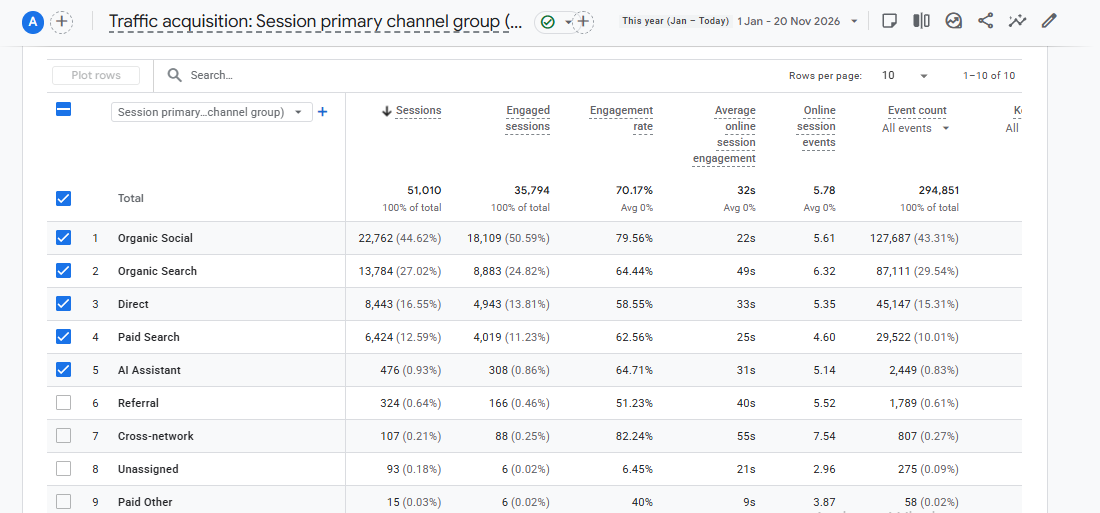 A
Traffic acquisition: Session primary channel group (...
This year (Jan – Today) 1 Jan - 20 Nov 2026
Plot rows
Search...
Rows per page: 10 1–10 of 10
Session primary...channel group)
Sessions
Engaged sessions
Engagement rate
Average online session engagement
Online session events
Event count
All events
All
Total 51,010 35,794 70.17% 32s 5.78 294,851
100% of total 100% of total Avg 0% Avg 0% Avg 0% 100% of total
1 Organic Social 22,762 (44.62%) 18,109 (50.59%) 79.56% 22s 5.61 127,687 (43.31%)
2 Organic Search 13,784 (27.02%) 8,883 (24.82%) 64.44% 49s 6.32 87,111 (29.54%)
3 Direct 8,443 (16.55%) 4,943 (13.81%) 58.55% 33s 5.35 45,147 (15.31%)
4 Paid Search 6,424 (12.59%) 4,019 (11.23%) 62.56% 25s 4.60 29,522 (10.01%)
5 AI Assistant 476 (0.93%) 308 (0.86%) 64.71% 31s 5.14 2,449 (0.83%)
6 Referral 324 (0.64%) 166 (0.46%) 51.23% 40s 5.52 1,789 (0.61%)
7 Cross-network 107 (0.21%) 88 (0.25%) 82.24% 55s 7.54 807 (0.27%)
8 Unassigned 93 (0.18%) 6 (0.02%) 6.45% 21s 2.96 275 (0.09%)
9 Paid Other 15 (0.03%) 6 (0.02%) 40% 9s 3.87 58 (0.02%)